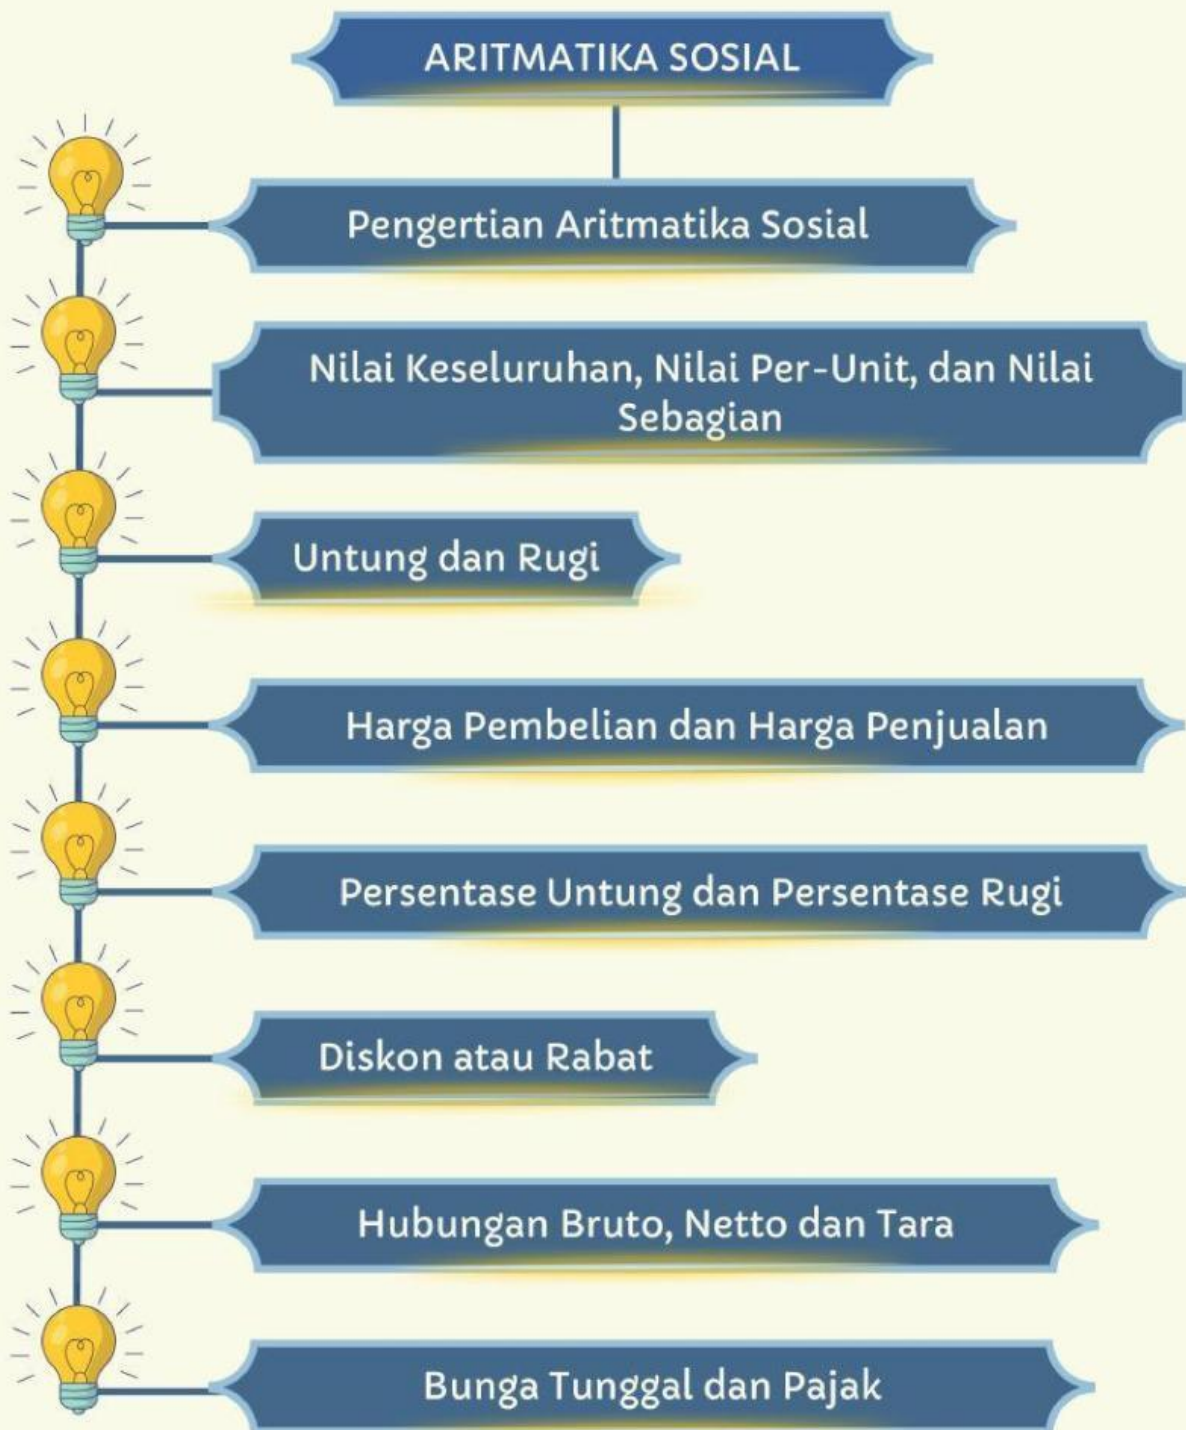 ARITMATIKA SOSIAL
Pengertian Aritmatika Sosial
Nilai Keseluruhan, Nilai Per-Unit, dan Nilai
Sebagian
Untung dan Rugi
Harga Pembelian dan Harga Penjualan
Persentase Untung dan Persentase Rugi
Diskon atau Rabat
Hubungan Bruto, Netto dan Tara
Bunga Tunggal dan Pajak